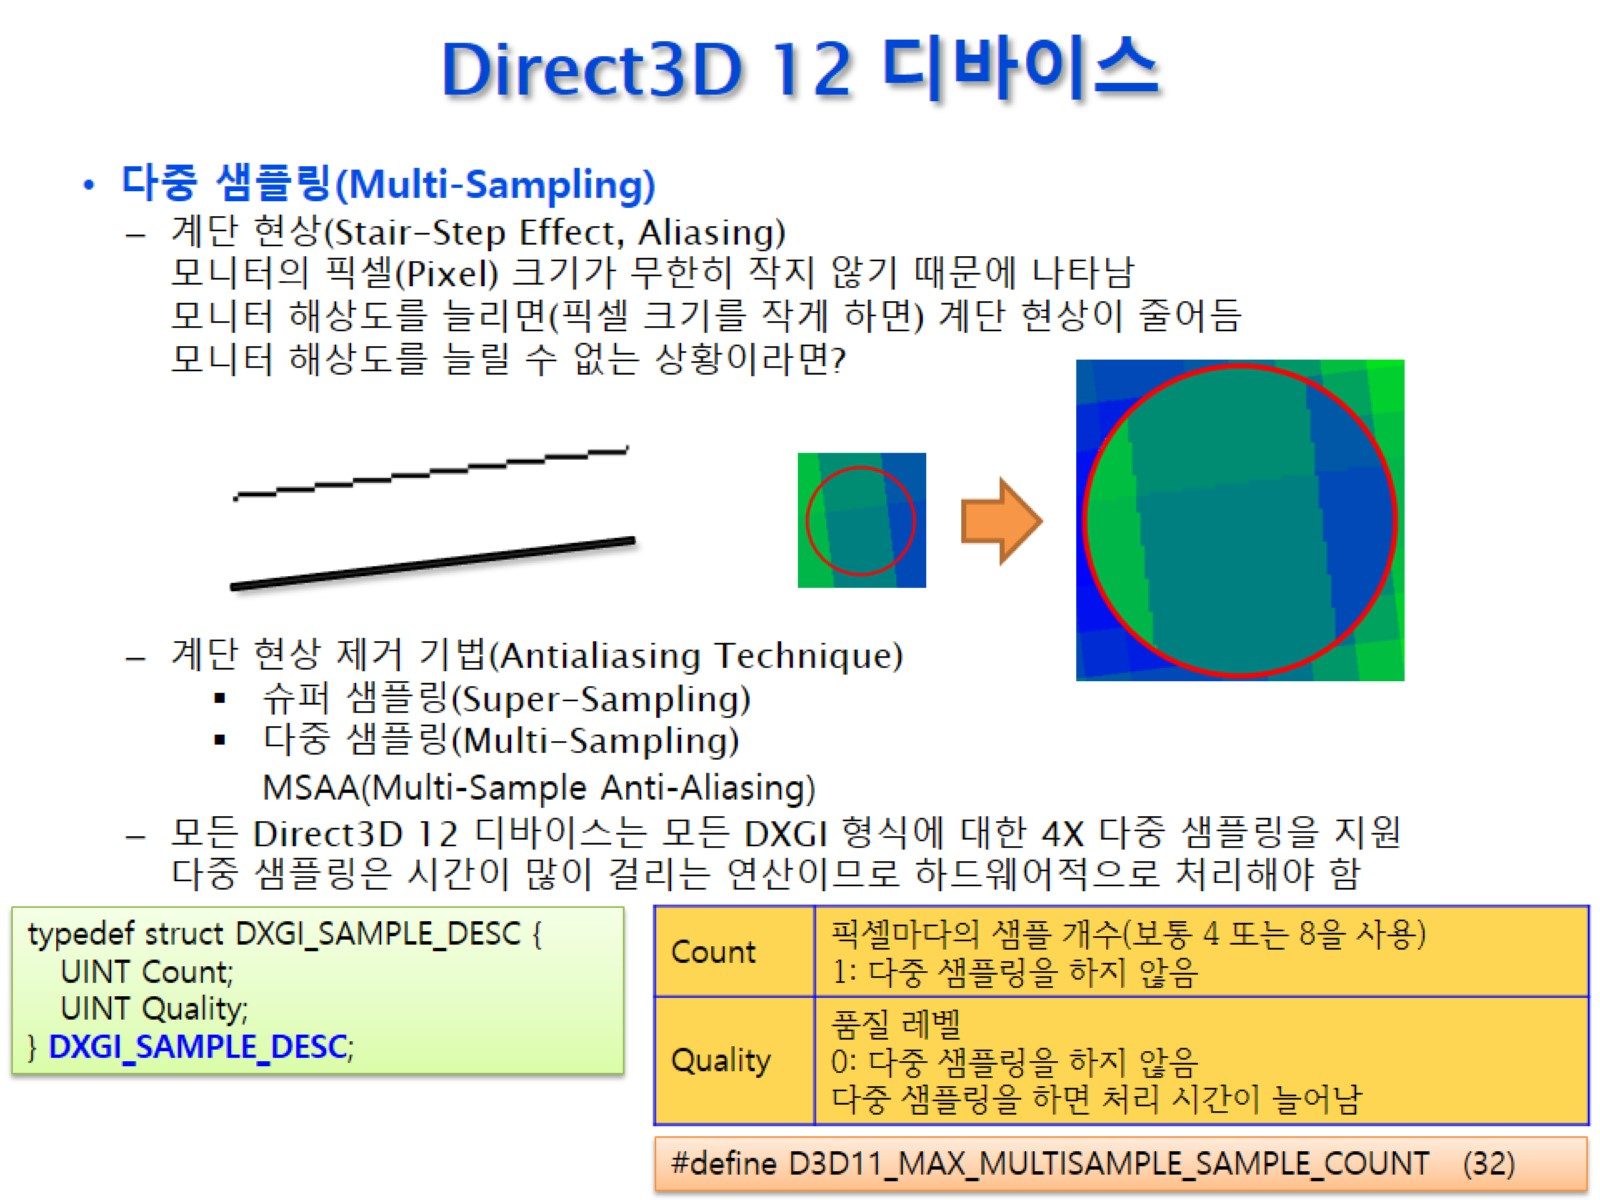 Direct3D 12 디바이스
• 다중 샘플링(Multi-Sampling)
– 계단 현상(Stair-Step Effect, Aliasing)
모니터의 픽셀(Pixel) 크기가 무한히 작지 않기 때문에 나타남
모니터 해상도를 늘리면(픽셀 크기를 작게 하면) 계단 현상이 줄어듬
모니터 해상도를 늘릴 수 없는 상황이라면?
– 계단 현상 제거 기법(Antialiasing Technique)
▪ 슈퍼 샘플링(Super-Sampling)
▪ 다중 샘플링(Multi-Sampling)
MSAA(Multi-Sample Anti-Aliasing)
– 모든 Direct3D 12 디바이스는 모든 DXGI 형식에 대한 4X 다중 샘플링을 지원
다중 샘플링은 시간이 많이 걸리는 연산이므로 하드웨어적으로 처리해야 함
typedef struct DXGI_SAMPLE_DESC {
UINT Count;
UINT Quality;
} DXGI_SAMPLE_DESC;
Count
픽셀마다의 샘플 개수(보통 4 또는 8을 사용)
1: 다중 샘플링을 하지 않음
Quality
품질 레벨
0: 다중 샘플링을 하지 않음
다중 샘플링을 하면 처리 시간이 늘어남
#define D3D11_MAX_MULTISAMPLE_SAMPLE_COUNT (32)